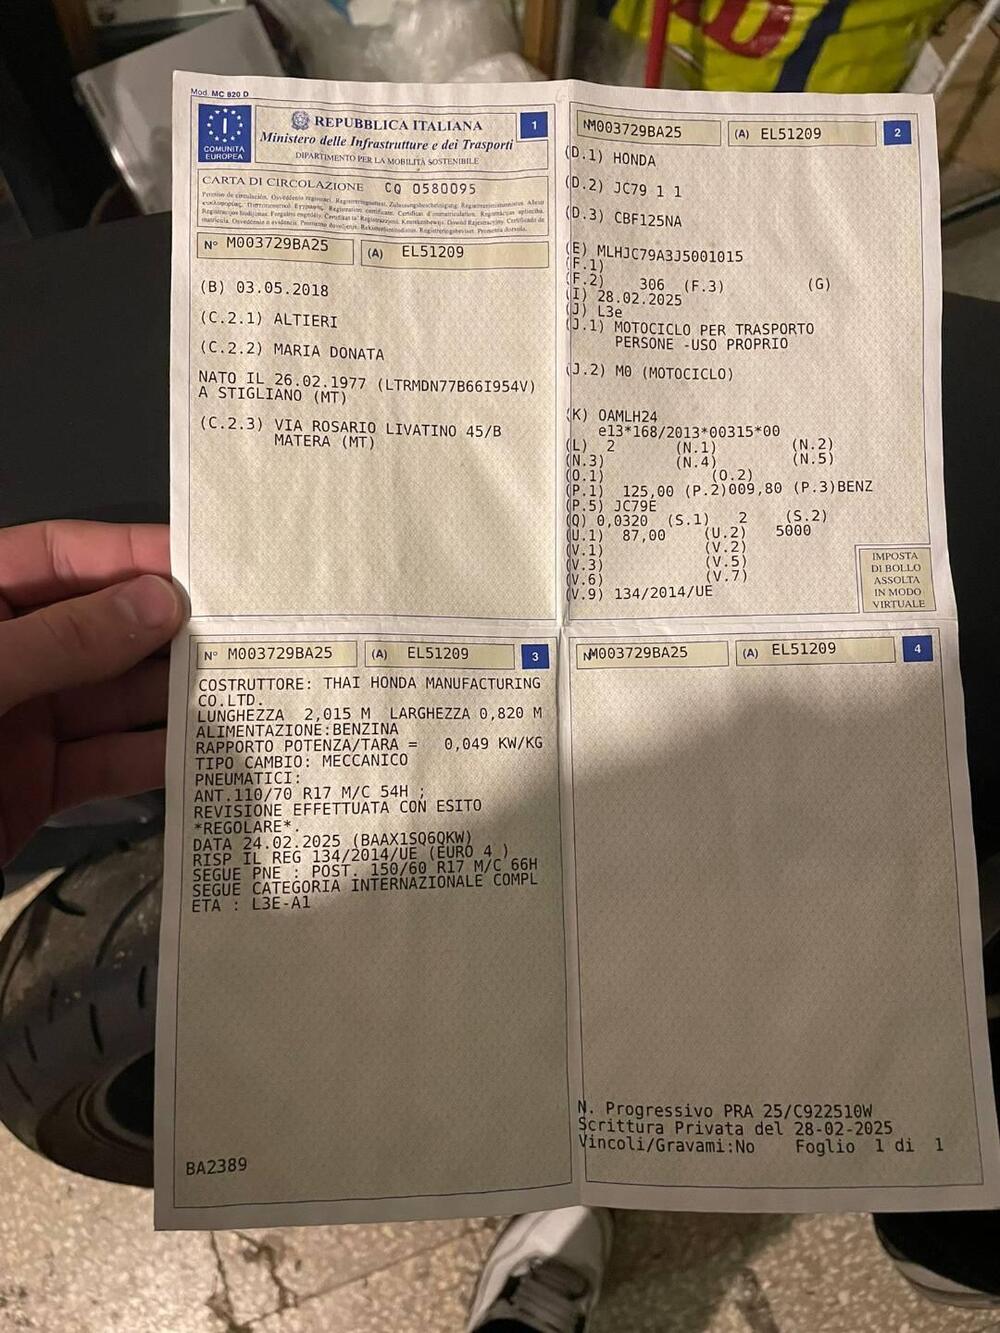 Mod. MC 820 D
COMUNITA
EUROPEA
I
REPUBBLICA ITALIANA
1
Ministero delle Infrastrutture e dei Trasporti
DIPARTIMENTO PER LA MOBILITÀ SOSTENIBILE
CARTA DI CIRCOLAZIONE CQ 0580095
N° M003729BA25 (A) EL51209
(B) 03.05.2018
(C.2.1) ALTIERI
(C.2.2) MARIA DONATA
NATO IL 26.02.1977 (LTRMDN77B66I954V)
A STIGLIANO (MT)
(C.2.3) VIA ROSARIO LIVATINO 45/B
MATERA (MT)
M003729BA25 (A) EL51209 2
(D.1) HONDA
(D.2) JC79 1 1
(D.3) CBF125NA
(E) MLHJC79A3J5001015
(F.1)
(F.2) 306 (F.3) (G)
(I) 28.02.2025
(J) L3e
(J.1) MOTOCICLO PER TRASPORTO
PERSONE -USO PROPRIO
(J.2) M0 (MOTOCICLO)
(K) OAMLH24
e13*168/2013*00315*00
(L) 2 (N.1) (N.2)
(N.3) (N.4) (N.5)
(O.1) (O.2)
(P.1) 125,00 (P.2)009,80 (P.3)BENZ
(P.5) JC79E
(Q) 0,0320 (S.1) 2 (S.2)
(U.1) 87,00 (U.2) 5000
(V.1) (V.2)
(V.3) (V.5)
(V.6) (V.7)
(V.9) 134/2014/UE
IMPOSTA
DI BOLLO
ASSOLTA
IN MODO
VIRTUALE
N° M003729BA25 (A) EL51209 3
COSTRUTTORE: THAI HONDA MANUFACTURING
CO.LTD.
LUNGHEZZA 2,015 M LARGHEZZA 0,820 M
ALIMENTAZIONE:BENZINA
RAPPORTO POTENZA/TARA = 0,049 KW/KG
TIPO CAMBIO: MECCANICO
PNEUMATICI:
ANT.110/70 R17 M/C 54H ;
REVISIONE EFFETTUATA CON ESITO
*REGOLARE*.
DATA 24.02.2025 (BAAX1SQ6QKW)
RISP IL REG 134/2014/UE (EURO 4 )
SEGUE PNE : POST. 150/60 R17 M/C 66H
SEGUE CATEGORIA INTERNAZIONALE COMPL
ETA : L3E-A1
BA2389
M003729BA25 (A) EL51209 4
N. Progressivo PRA 25/C922510W
Scrittura Privata del 28-02-2025
Vincoli/Gravami:No Foglio 1 di 1